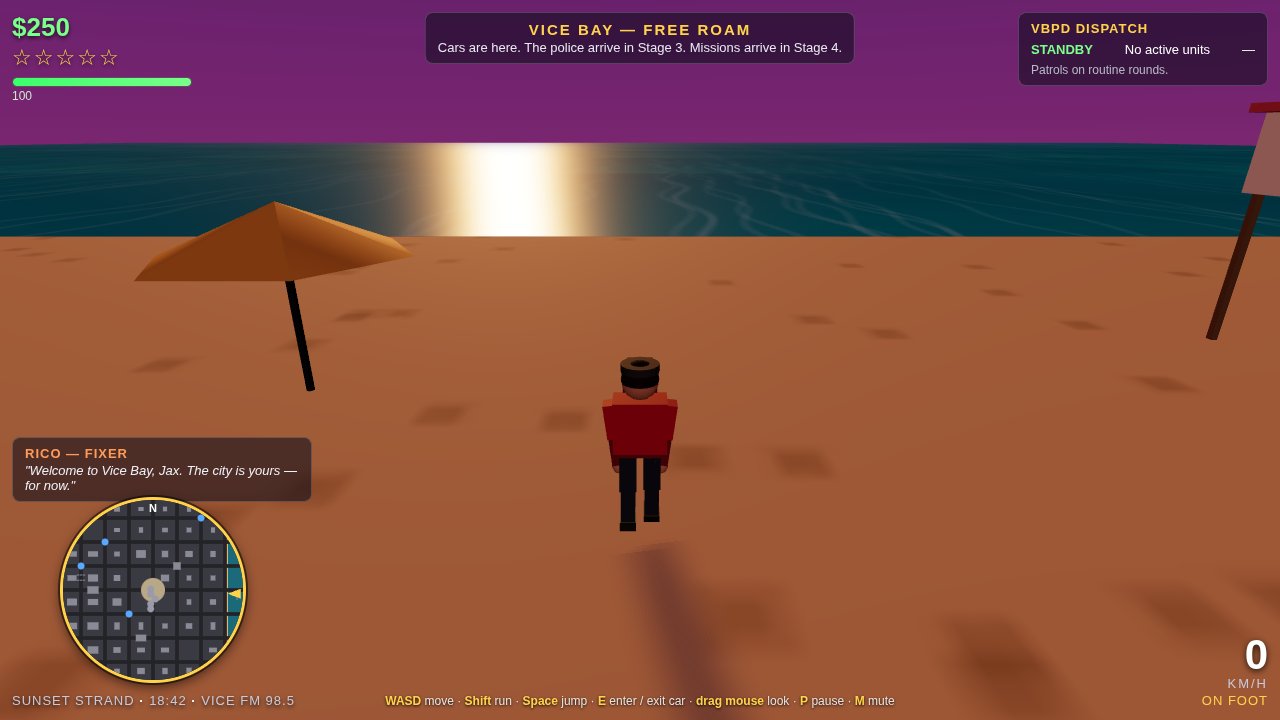 $250
☆☆☆☆☆
100
VICE BAY — FREE ROAM
Cars are here. The police arrive in Stage 3. Missions arrive in Stage 4.
VBPD DISPATCH
STANDBY No active units —
Patrols on routine rounds.
RICO — FIXER
"Welcome to Vice Bay, Jax. The city is yours —
for now."
N
SUNSET STRAND · 18:42 · VICE FM 98.5
WASD move · Shift run · Space jump · E enter / exit car · drag mouse look · P pause · M mute
0
KM/H
ON FOOT